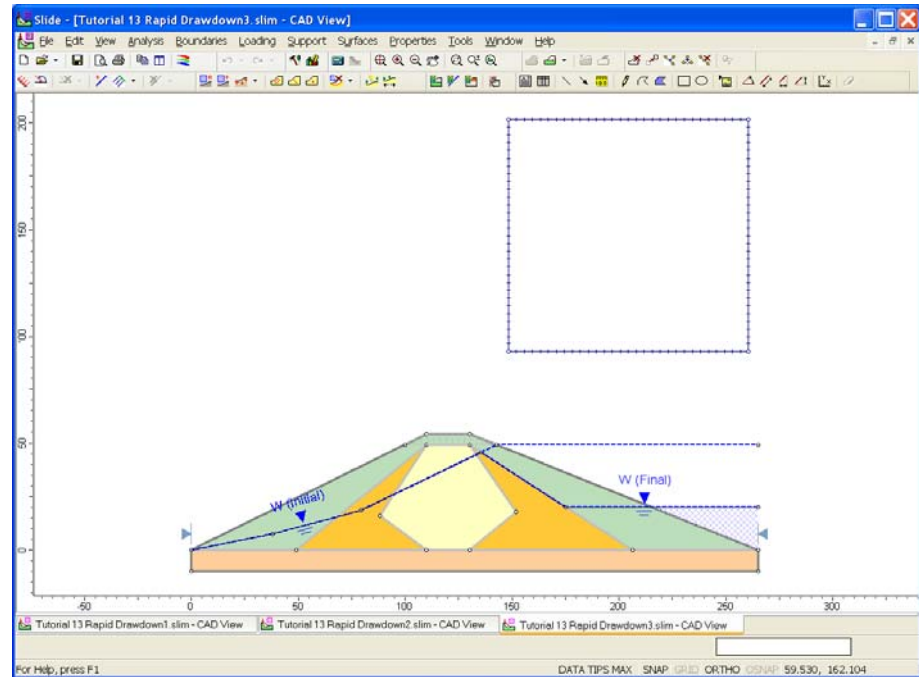 Slide - [Tutorial 13 Rapid Drawdown3.slim - CAD View]
File Edit View Analysis Boundaries Loading Support Surfaces Properties Tools Window Help
200
150
100
50
0
W (Initial)
W (Final)
-50 0 50 100 150 200 250 300
Tutorial 13 Rapid Drawdown1.slim - CAD View Tutorial 13 Rapid Drawdown2.slim - CAD View Tutorial 13 Rapid Drawdown3.slim - CAD View
For Help, press F1 DATA TIPS MAX SNAP GRID ORTHO OSNAP 59.530, 162.104